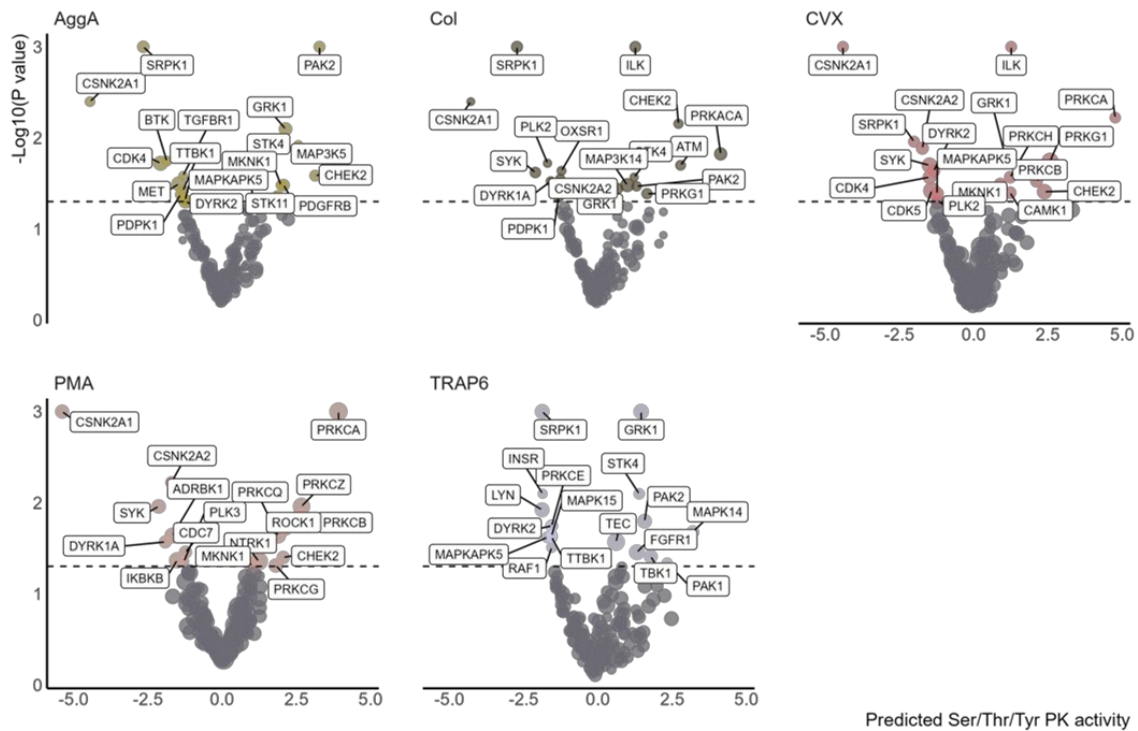 AggA
Col
CVX
-Log10(P value)
3
2
1
0
SRPK1
PAK2
CSNK2A1
GRK1
BTK
TGFBR1
STK4
MAP3K5
CDK4
TTBK1
MKNK1
CHEK2
MET
MAPKAPK5
DYRK2
STK11
PDGFRB
PDPK1
SRPK1
ILK
CSNK2A1
CHEK2
PRKACA
PLK2
OXSR1
STK4
ATM
SYK
MAP3K14
PAK2
DYRK1A
CSNK2A2
PRKG1
GRK1
PDPK1
CSNK2A1
ILK
CSNK2A2
GRK1
PRKCA
SRPK1
DYRK2
PRKCH
PRKG1
SYK
MAPKAPK5
PRKCB
CDK4
MKNK1
CHEK2
CDK5
PLK2
CAMK1
-5.0 -2.5 0.0 2.5 5.0
PMA
TRAP6
3
2
1
0
CSNK2A1
PRKCA
CSNK2A2
ADRBK1
PRKCQ
PRKCZ
SYK
PLK3
ROCK1
PRKCB
DYRK1A
CDC7
NTRK1
MKNK1
CHEK2
IKBKB
PRKCG
-5.0 -2.5 0.0 2.5 5.0
SRPK1
GRK1
INSR
PRKCE
STK4
LYN
MAPK15
PAK2
MAPK14
DYRK2
TEC
FGFR1
MAPKAPK5
TTBK1
RAF1
TBK1
PAK1
-5.0 -2.5 0.0 2.5 5.0
Predicted Ser/Thr/Tyr PK activity